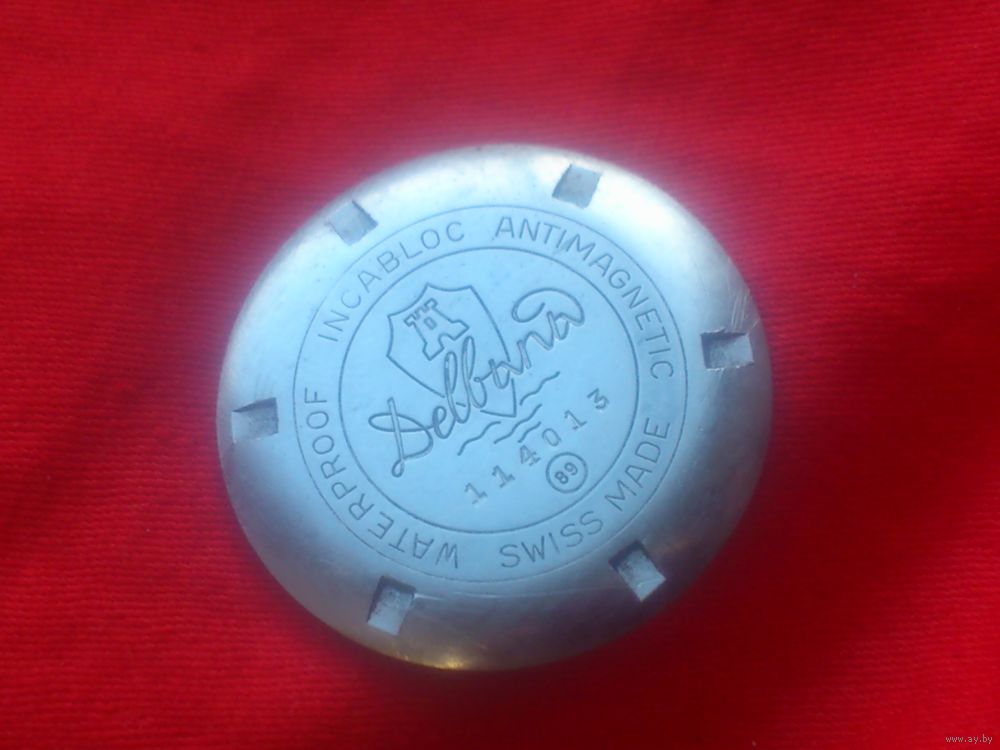 WATERPROOF INCABLOC ANTIMAGNETIC
SWISS MADE
Delbana
114013
89
www.ay.by